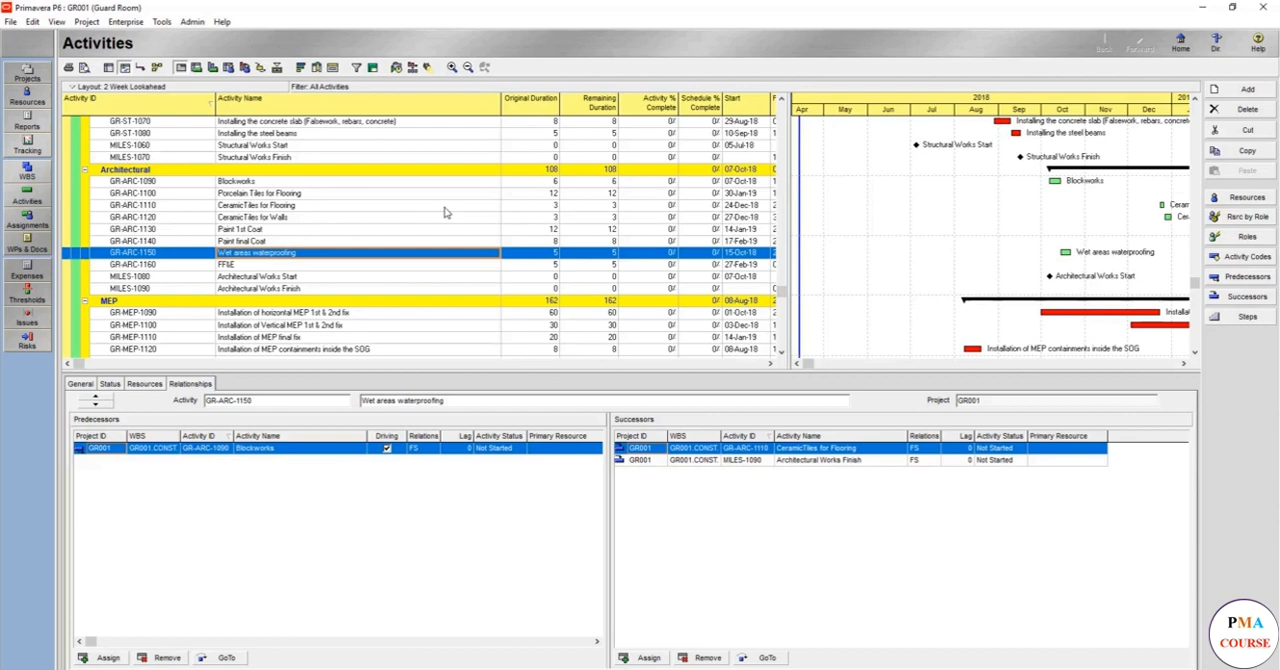 Primavera P6 : GR001 (Guard Room)
File Edit View Project Enterprise Tools Admin Help
Activities
Back Forward Home Dir Help
Projects
Resources
Reports
Tracking
WBS
Activities
Assignments
WPs & Docs
Expenses
Thresholds
Issues
Risks
Layout: 2 Week Lookahead Filter: All Activities
Activity ID Activity Name Original Duration Remaining Duration Activity % Complete Schedule % Complete Start F
2018 201
Apr May Jun Jul Aug Sep Oct Nov Dec
GR-ST-1070 Installing the concrete slab (Falsework, rebars, concrete) 8 8 0/ 0/ 29-Aug-18 Installing the concrete slab (Falsework, rebars, concret
GR-ST-1080 Installing the steel beams 5 5 0/ 0/ 10-Sep-18 Installing the steel beams
MILES-1060 Structural Works Start 0 0 0/ 0/ 05-Jul-18 Structural Works Start
MILES-1070 Structural Works Finish 0 0 0/ 0/ 1 Structural Works Finish
Architectural 108 108 07-Oct-18
GR-ARC-1090 Blockworks 6 6 0/ 0/ 07-Oct-18 Blockworks
GR-ARC-1100 Porcelain Tiles for Flooring 12 12 0/ 0/ 30-Jan-19
GR-ARC-1110 CeramicTiles for Flooring 3 3 0/ 0/ 24-Dec-18 Ceram
GR-ARC-1120 CeramicTiles for Walls 3 3 0/ 0/ 27-Dec-18 Cer
GR-ARC-1130 Paint 1st Coat 12 12 0/ 0/ 14-Jan-19
GR-ARC-1140 Paint final Coat 8 8 0/ 0/ 17-Feb-19
GR-ARC-1150 Wet areas waterproofing 5 5 0/ 0/ 15-Oct-18 Wet areas waterproofing
GR-ARC-1160 FF&E 5 5 0/ 0/ 27-Feb-19
MILES-1080 Architectural Works Start 0 0 0/ 0/ 07-Oct-18 Architectural Works Start
MILES-1090 Architectural Works Finish 0 0 0/ 0/
MEP 162 162 08-Aug-18
GR-MEP-1090 Installation of horizontal MEP 1st & 2nd fix 60 60 0/ 0/ 01-Oct-18 Installa
GR-MEP-1100 Installation of Vertical MEP 1st & 2nd fix 30 30 0/ 0/ 03-Dec-18
GR-MEP-1110 Installation of MEP final fix 20 20 0/ 0/ 14-Jan-19
GR-MEP-1120 Installation of MEP containments inside the SOG 8 8 0/ 0/ 08-Aug-18 Installation of MEP containments inside the SOG
Add
Delete
Cut
Copy
Paste
Resources
Rsrc by Role
Roles
Activity Codes
Predecessors
Successors
Steps
General Status Resources Relationships
Activity GR-ARC-1150 Wet areas waterproofing Project GR001
Predecessors
Project ID WBS Activity ID Activity Name Driving Relations Lag Activity Status Primary Resource
GR001 GR001.CONST. GR-ARC-1090 Blockworks FS 0 Not Started
Assign Remove GoTo
Successors
Project ID WBS Activity ID Activity Name Relations Lag Activity Status Primary Resource
GR001 GR001.CONST. GR-ARC-1110 CeramicTiles for Flooring FS 0 Not Started
GR001 GR001.CONST. MILES-1090 Architectural Works Finish FS 0 Not Started
Assign Remove GoTo
PMA
COURSE